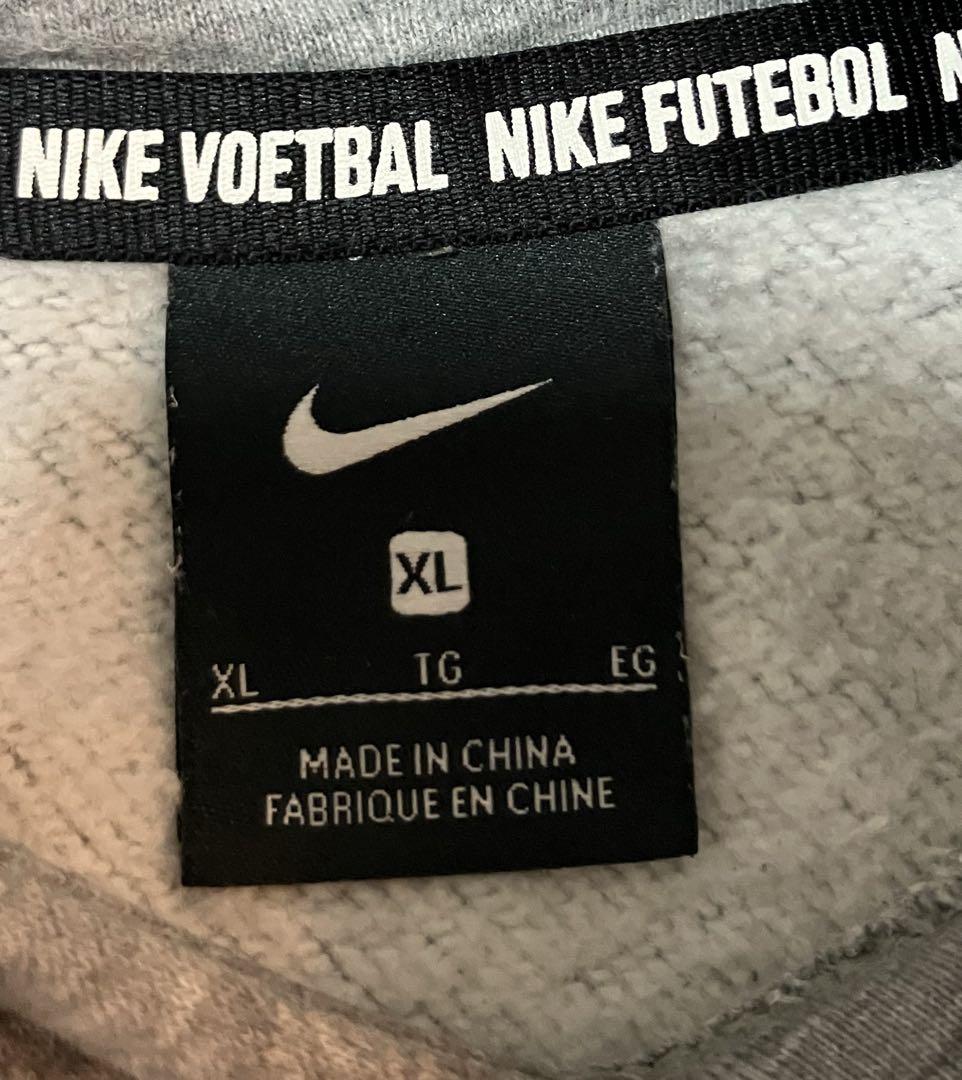 NIKE VOETBAL NIKE FUTEBOL N
XL
XL TG EG
MADE IN CHINA
FABRIQUE EN CHINE